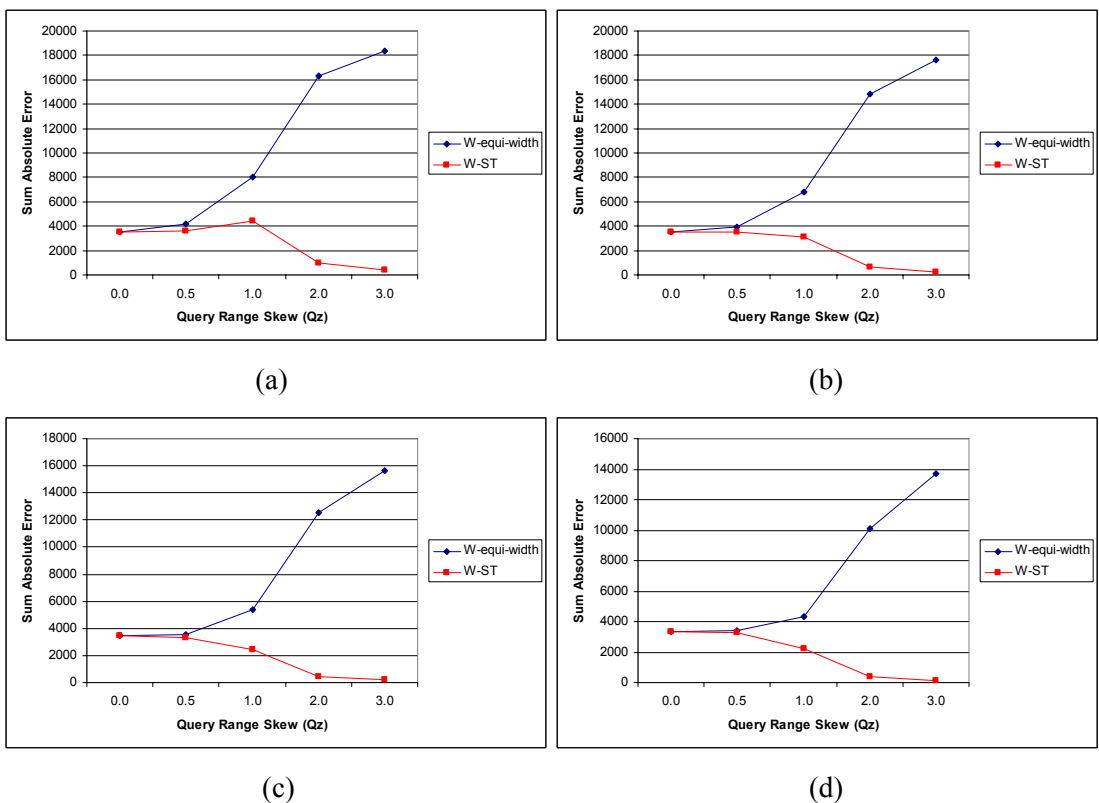 20000
18000
16000
14000
12000
10000
8000
6000
4000
2000
0
Sum Absolute Error
0.0 0.5 1.0 2.0 3.0
Query Range Skew (Qz)
W-equi-width
W-ST
(a)
20000
18000
16000
14000
12000
10000
8000
6000
4000
2000
0
Sum Absolute Error
0.0 0.5 1.0 2.0 3.0
Query Range Skew (Qz)
W-equi-width
W-ST
(b)
18000
16000
14000
12000
10000
8000
6000
4000
2000
0
Sum Absolute Error
0.0 0.5 1.0 2.0 3.0
Query Range Skew (Qz)
W-equi-width
W-ST
(c)
16000
14000
12000
10000
8000
6000
4000
2000
0
Sum Absolute Error
0.0 0.5 1.0 2.0 3.0
Query Range Skew (Qz)
W-equi-width
W-ST
(d)